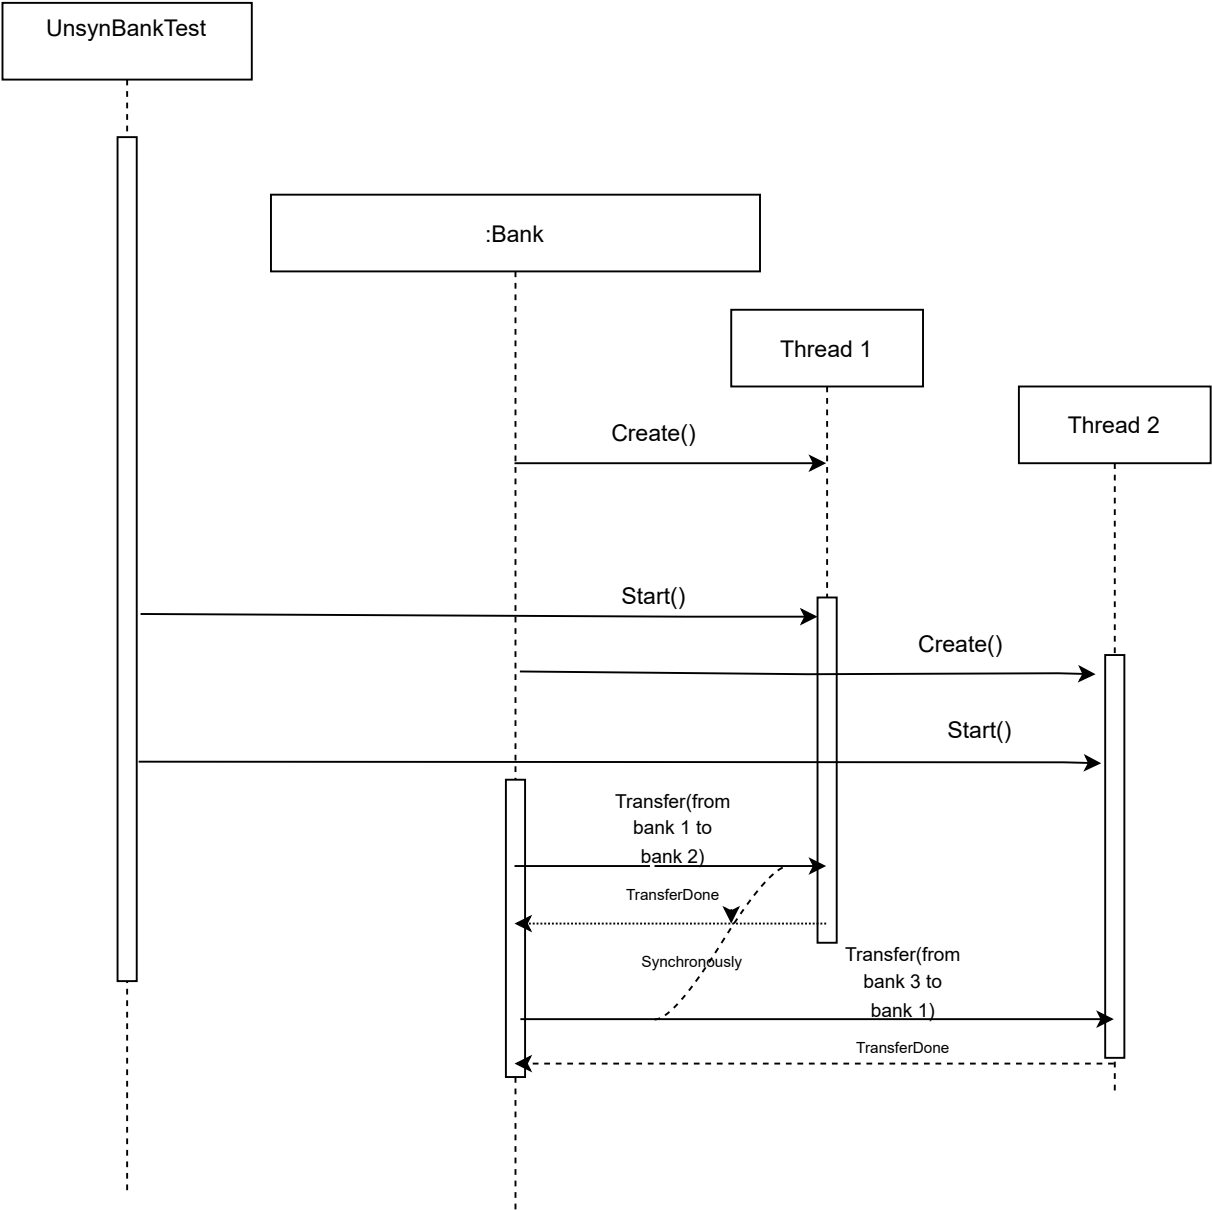 UnsynBankTest
:Bank
Thread 1
Thread 2
Create()
Start()
Create()
Start()
Transfer(from
bank 1 to
bank 2)
TransferDone
Synchronously
Transfer(from
bank 3 to
bank 1)
TransferDone